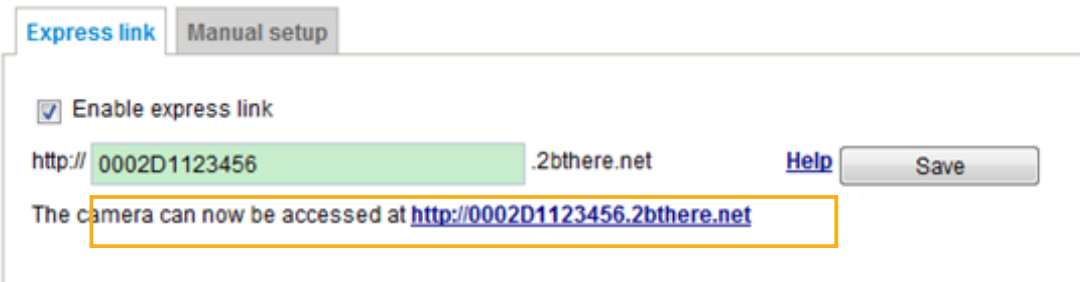 Express link Manual setup
Enable express link
http:// 0002D1123456 .2bthere.net Help Save
The camera can now be accessed at http://0002D1123456.2bthere.net